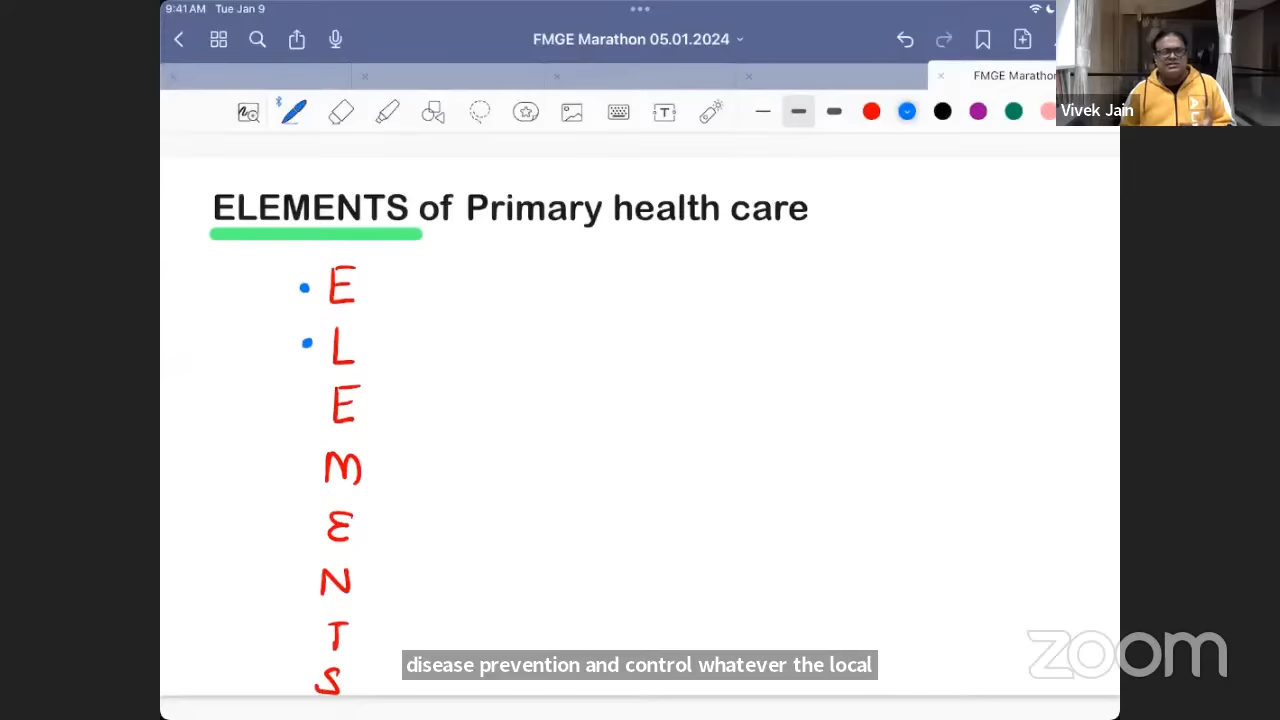 9:41 AM Tue Jan 9
FMGE Marathon 05.01.2024
FMGE Marathon
Vivek Jain
ELEMENTS of Primary health care
E
L
E
M
E
N
T
S
disease prevention and control whatever the local
zoom